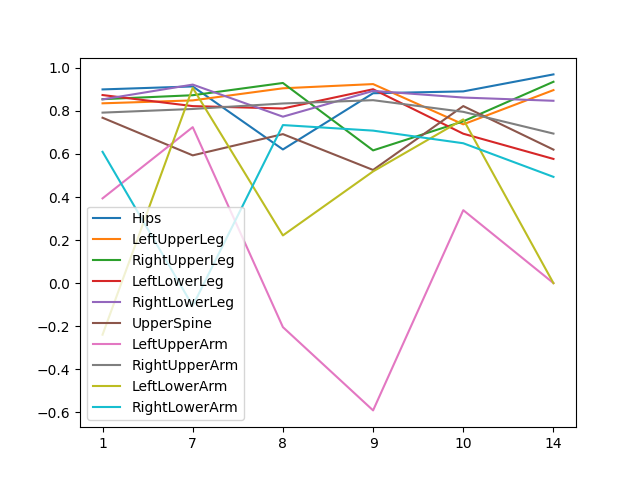 1.0
0.8
0.6
0.4
0.2
0.0
−0.2
−0.4
−0.6
Hips
LeftUpperLeg
RightUpperLeg
LeftLowerLeg
RightLowerLeg
UpperSpine
LeftUpperArm
RightUpperArm
LeftLowerArm
RightLowerArm
1 7 8 9 10 14